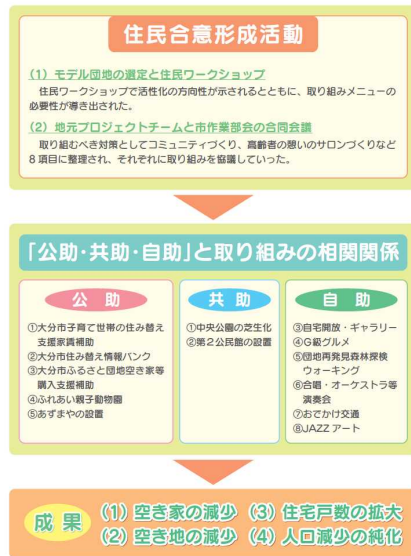 住民合意形成活動
(1) モデル団地の選定と住民ワークショップ
住民ワークショップで活性化の方向性が示されるとともに、取り組みメニューの
必要性が導き出された。
(2) 地元プロジェクトチームと市作業部会の合同会議
取り組むべき対策としてコミュニティづくり、高齢者の憩いのサロンづくりなど
8項目に整理され、それぞれに取り組みを協議していった。
「公助・共助・自助」と取り組みの相関関係
公 助
①大分市子育て世帯の住み替え
支援家賃補助
②大分市住み替え情報バンク
③大分市ふるさと団地空き家等
購入支援補助
④ふれあい親子動物園
⑤あずまやの設置
共 助
①中央公園の芝生化
②第2公民館の設置
自 助
③自宅開放・ギャラリー
④G級グルメ
⑤団地再発見森林探検
ウォーキング
⑥合唱・オーケストラ等
演奏会
⑦おでかけ交通
⑧JAZZ アート
成 果
(1) 空き家の減少 (3) 住宅戸数の拡大
(2) 空き地の減少 (4) 人口減少の鈍化